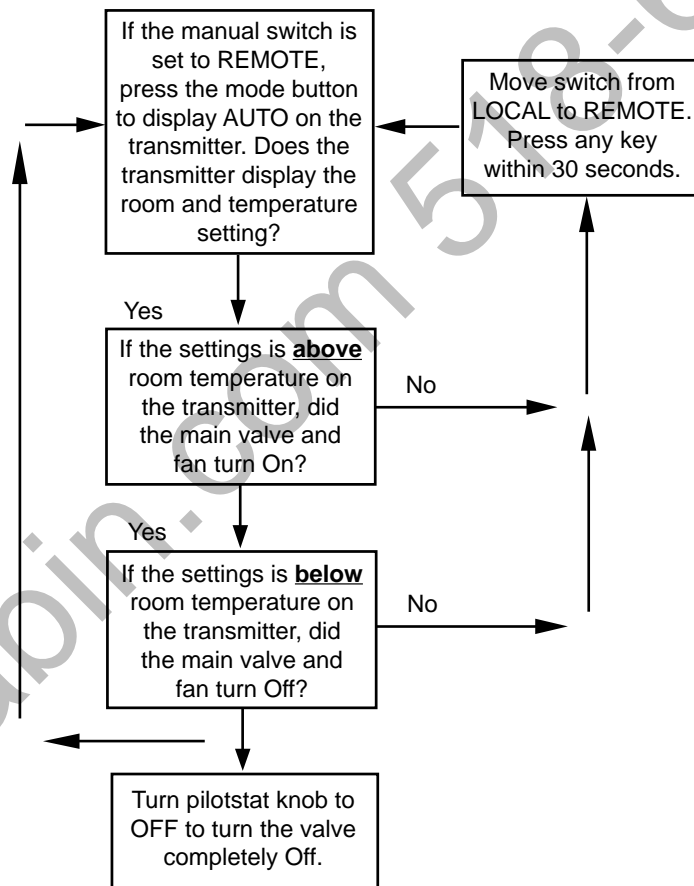 If the manual switch is
set to REMOTE,
press the mode button
to display AUTO on the
transmitter. Does the
transmitter display the
room and temperature
setting?
Move switch from
LOCAL to REMOTE.
Press any key
within 30 seconds.
Yes
If the settings is above
room temperature on
the transmitter, did
the main valve and
fan turn On?
No
Yes
If the settings is below
room temperature on
the transmitter, did
the main valve and
fan turn Off?
No
Turn pilotstat knob to
OFF to turn the valve
completely Off.
abin.com 518-